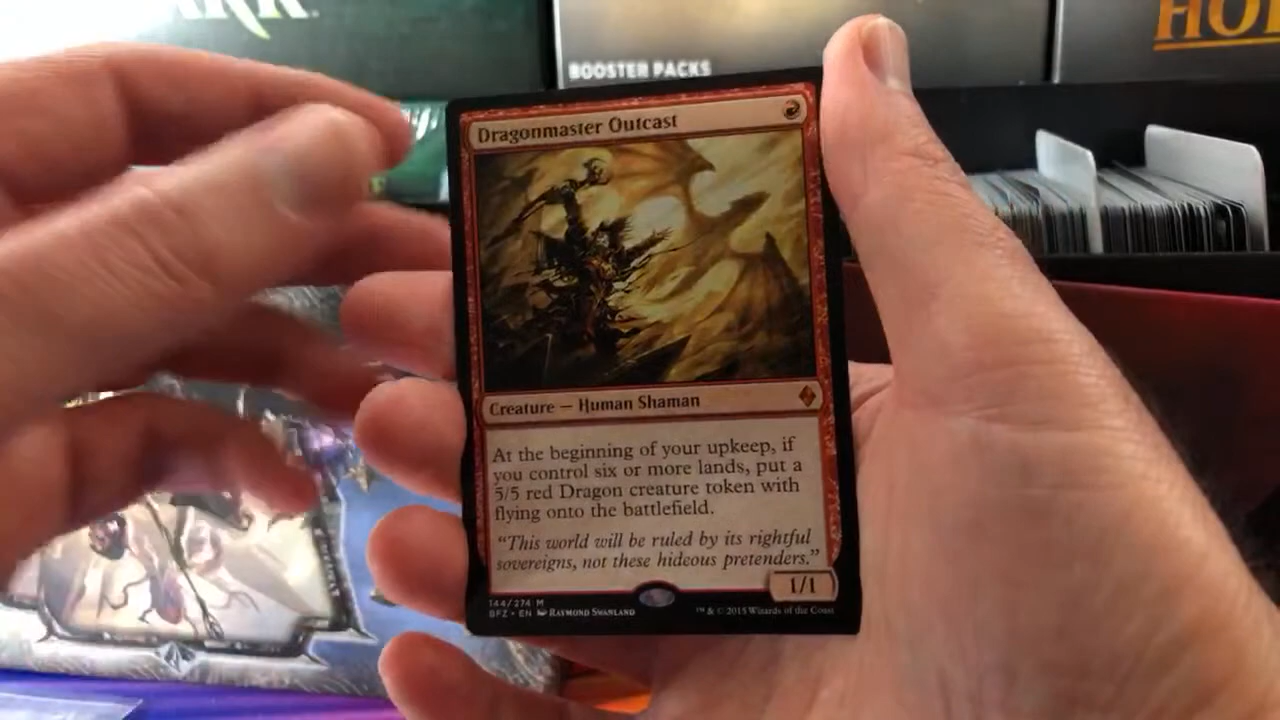 BOOSTER PACKS
Dragonmaster Outcast
Creature — Human Shaman
At the beginning of your upkeep, if
you control six or more lands, put a
5/5 red Dragon creature token with
flying onto the battlefield.
“This world will be ruled by its rightful
sovereigns, not these hideous pretenders.”
1/1
144/274 M
BFZ • EN Raymond Swanland
™ & © 2015 Wizards of the Coast